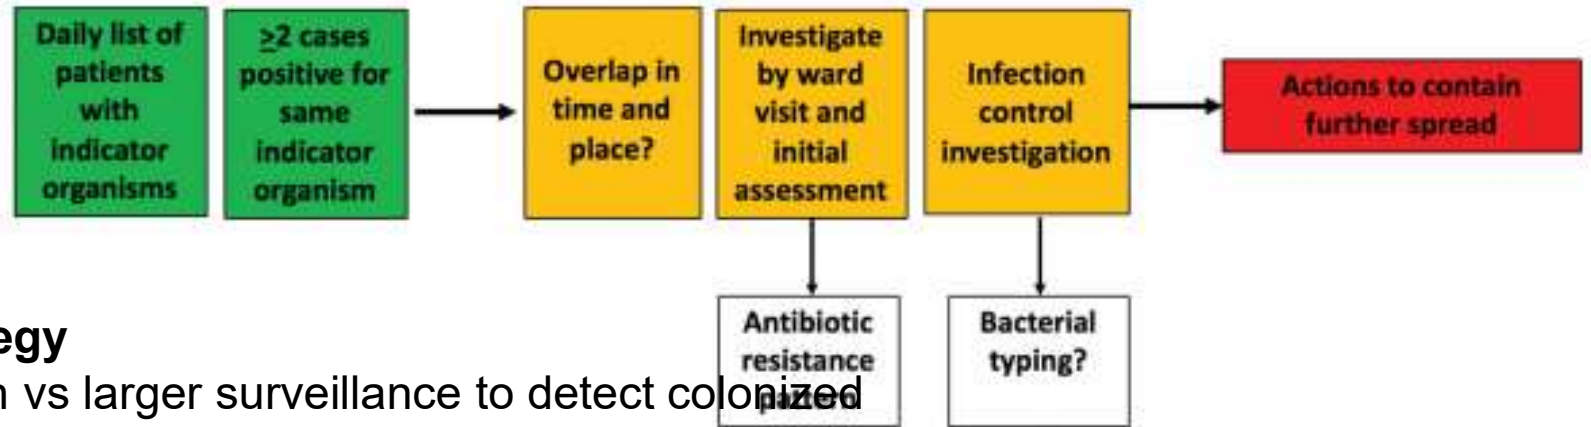 Daily list of
patients
with
indicator
organisms
≥2 cases
positive for
same
indicator
organism
Overlap in
time and
place?
Investigate
by ward
visit and
initial
assessment
Infection
control
investigation
Actions to contain
further spread
Antibiotic
resistance
pattern
Bacterial
typing?
egy
vs larger surveillance to detect colonized